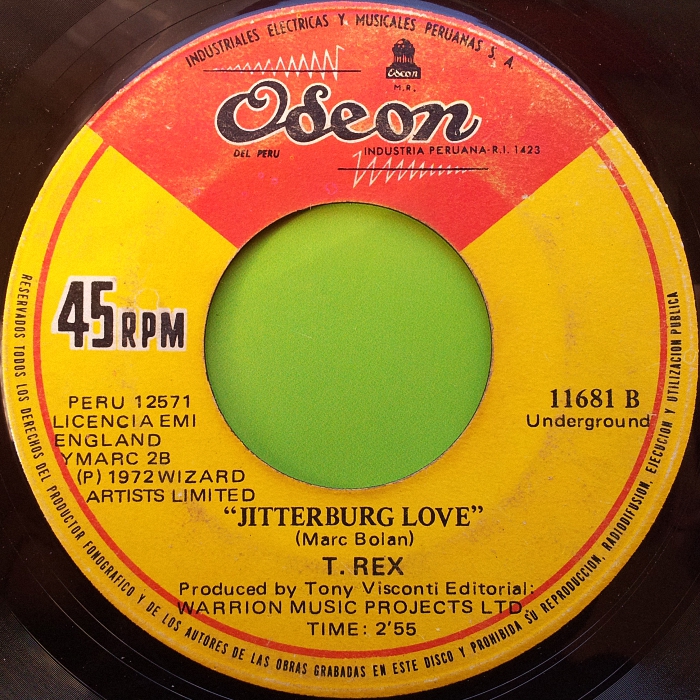 INDUSTRIALES ELECTRICAS Y MUSICALES PERUANAS S. A.
Odeon
M.R.
Odeon
DEL PERU
INDUSTRIA PERUANA-R.I. 1423
45 RPM
PERU 12571
LICENCIA EMI
ENGLAND
YMARC 2B
(P) 1972 WIZARD
ARTISTS LIMITED
11681 B
Underground
"JITTERBURG LOVE"
(Marc Bolan)
T. REX
Produced by Tony Visconti Editorial:
WARRION MUSIC PROJECTS LTD.
TIME: 2'55
RESERVADOS TODOS LOS DERECHOS DEL PRODUCTOR FONOGRAFICO Y DE LOS AUTORES DE LAS OBRAS GRABADAS EN ESTE DISCO Y PROHIBIDA SU REPRODUCCION, RADIODIFUSION, EJECUCION Y UTILIZACION PUBLICA